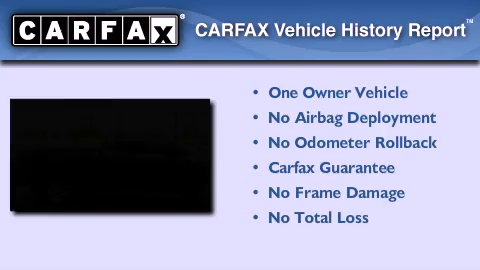 CARFAX® CARFAX Vehicle History Report™
• One Owner Vehicle
• No Airbag Deployment
• No Odometer Rollback
• Carfax Guarantee
• No Frame Damage
• No Total Loss